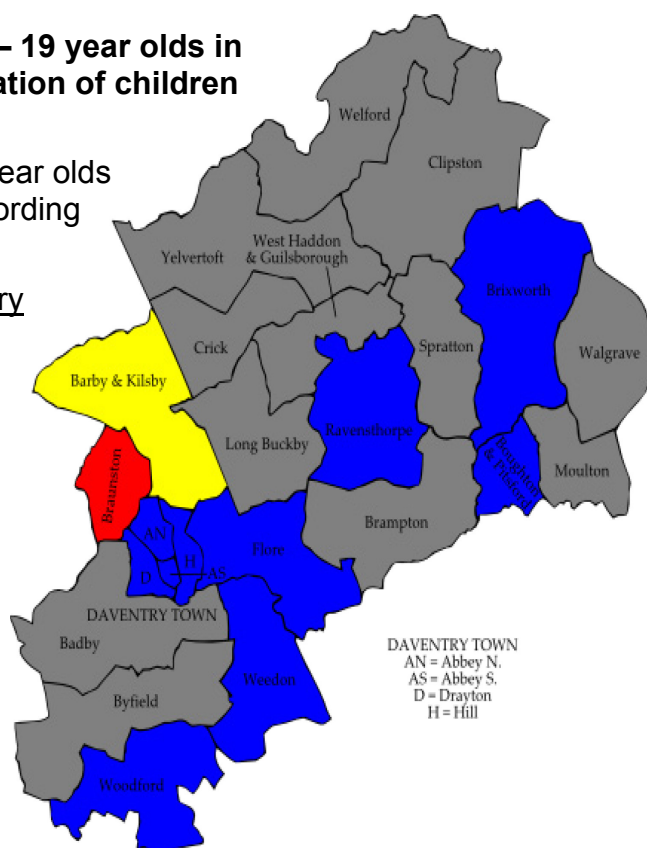 – 19 year olds in
ation of children
ear olds
ording
ry
Welford
Clipston
Yelvertoft
West Haddon
& Guilsborough
Brixworth
Crick
Spratton
Walgrave
Barby & Kilsby
Ravensthorpe
Long Buckby
Boughton
& Pitsford
Moulton
Braunston
Brampton
AN
H
Flore
D
AS
DAVENTRY TOWN
Badby
Weedon
Byfield
Woodford
DAVENTRY TOWN
AN = Abbey N.
AS = Abbey S.
D = Drayton
H = Hill